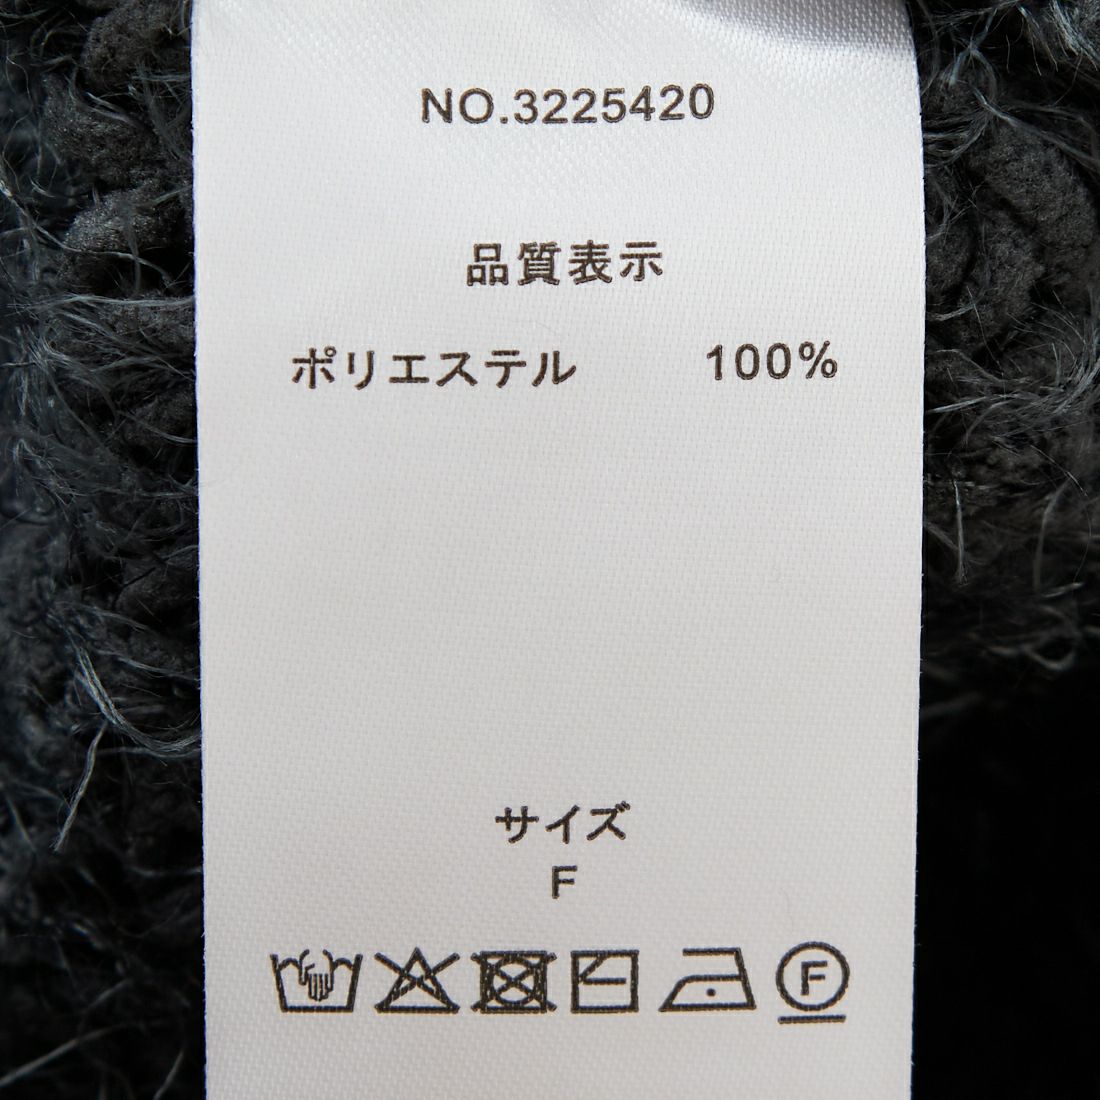 NO.3225420
品質表示
ポリエステル 100%
サイズ
F
F